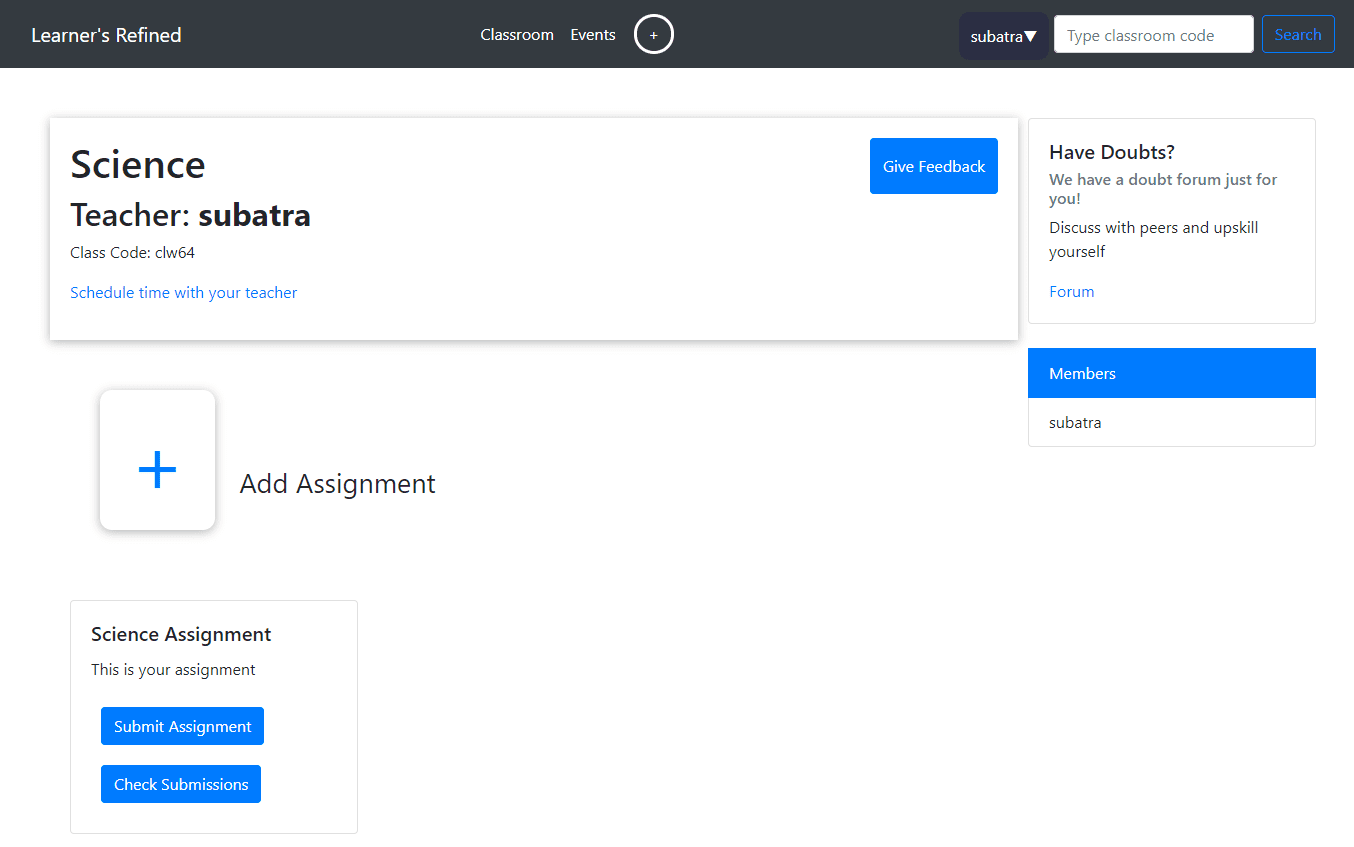 Learner's Refined
Classroom Events +
subatra▼ Type classroom code Search
Science
Teacher: subatra
Class Code: clw64
Schedule time with your teacher
Give Feedback
Have Doubts?
We have a doubt forum just for
you!
Discuss with peers and upskill
yourself
Forum
Members
subatra
+
Add Assignment
Science Assignment
This is your assignment
Submit Assignment
Check Submissions